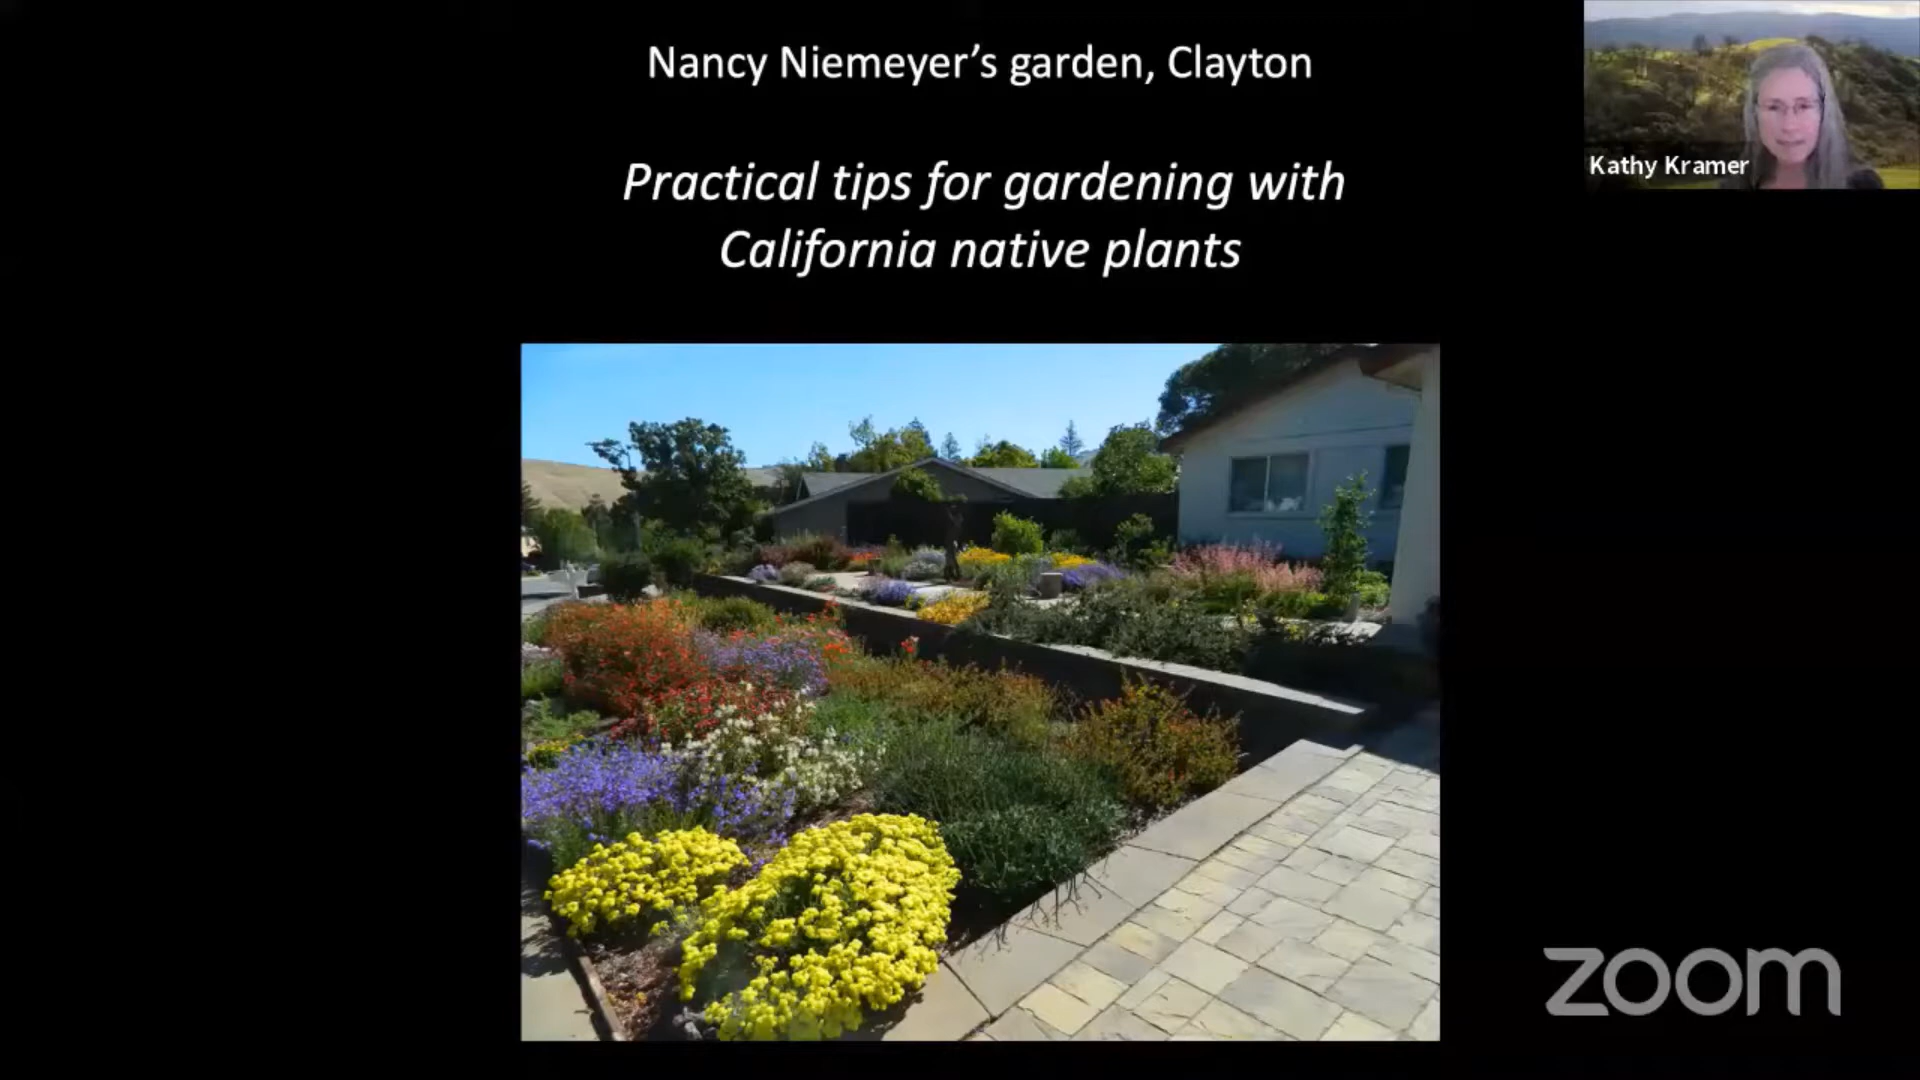 Nancy Niemeyer’s garden, Clayton
Practical tips for gardening with
California native plants
Kathy Kramer
zoom